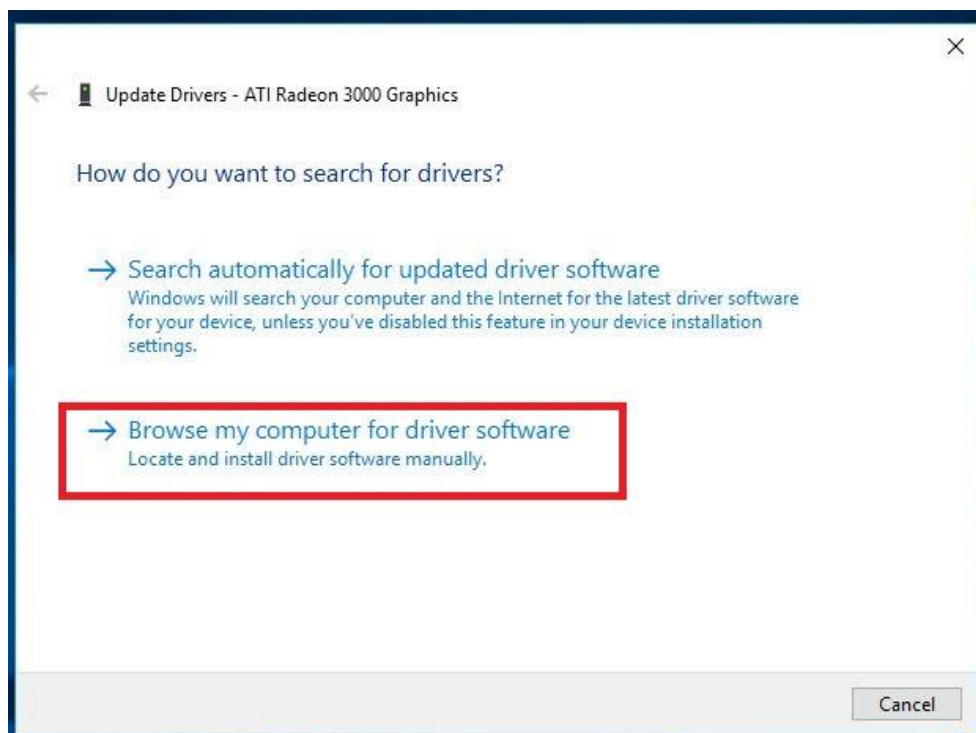 Update Drivers - ATI Radeon 3000 Graphics
How do you want to search for drivers?
Search automatically for updated driver software
Windows will search your computer and the Internet for the latest driver software
for your device, unless you've disabled this feature in your device installation
settings.
Browse my computer for driver software
Locate and install driver software manually.
Cancel